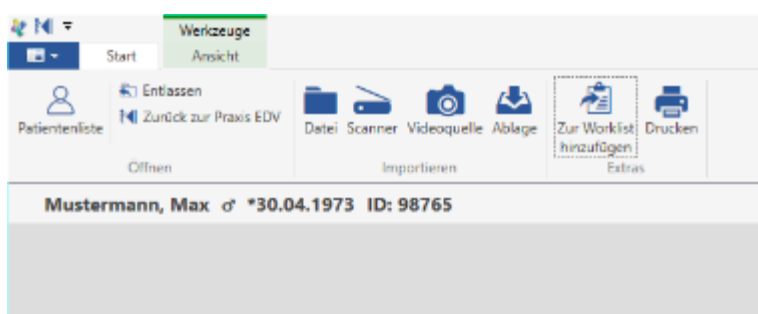 Werkzeuge
Start Ansicht
Patientenliste
Entlassen
Zurück zur Praxis EDV
Öffnen
Datei Scanner Videoquelle Ablage
Importieren
Zur Worklist
hinzufügen
Drucken
Extras
Mustermann, Max ♂ *30.04.1973 ID: 98765